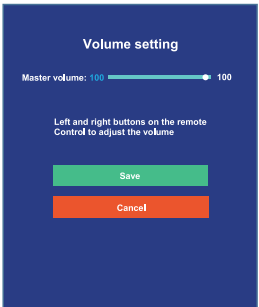 Volume setting
Master volume: 100 100
Left and right buttons on the remote
Control to adjust the volume
Save
Cancel